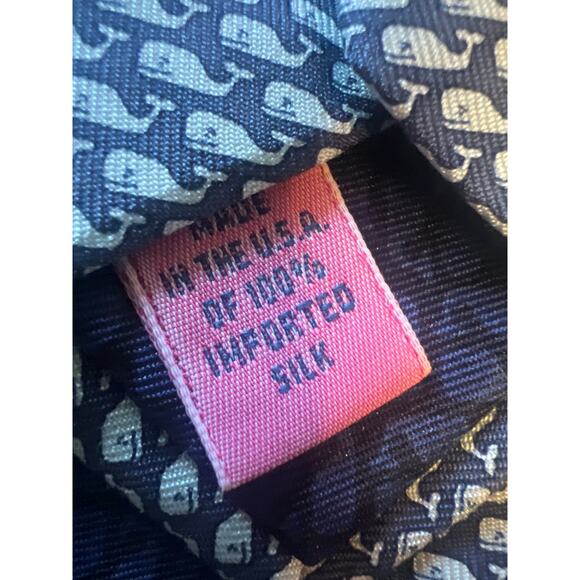 MADE
IN THE U.S.A.
OF 100%
IMPORTED
SILK